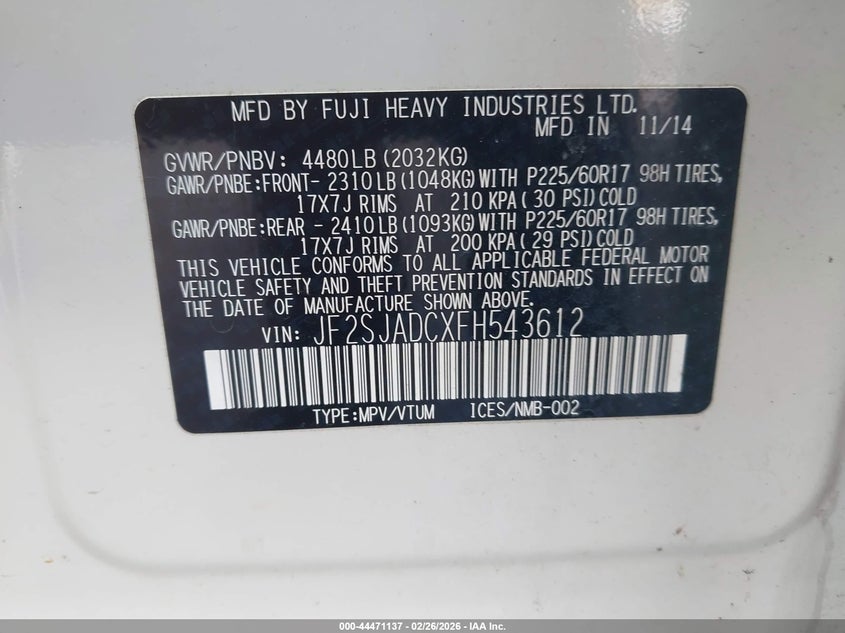 MFD BY FUJI HEAVY INDUSTRIES LTD.
MFD IN 11/14
GVWR/PNBV: 4480LB (2032KG)
GAWR/PNBE:FRONT- 2310LB (1048KG)WITH P225/60R17 98H TIRES,
17X7J RIMS AT 210 KPA( 30 PSI)COLD
GAWR/PNBE:REAR - 2410LB (1093KG)WITH P225/60R17 98H TIRES,
17X7J RIMS AT 200 KPA( 29 PSI)COLD
THIS VEHICLE CONFORMS TO ALL APPLICABLE FEDERAL MOTOR
VEHICLE SAFETY AND THEFT PREVENTION STANDARDS IN EFFECT ON
THE DATE OF MANUFACTURE SHOWN ABOVE.
VIN: JF2SJADCXFH543612
TYPE:MPV/VTUM ICES/NMB-002
000-44471137 - 02/26/2026 - IAA Inc.